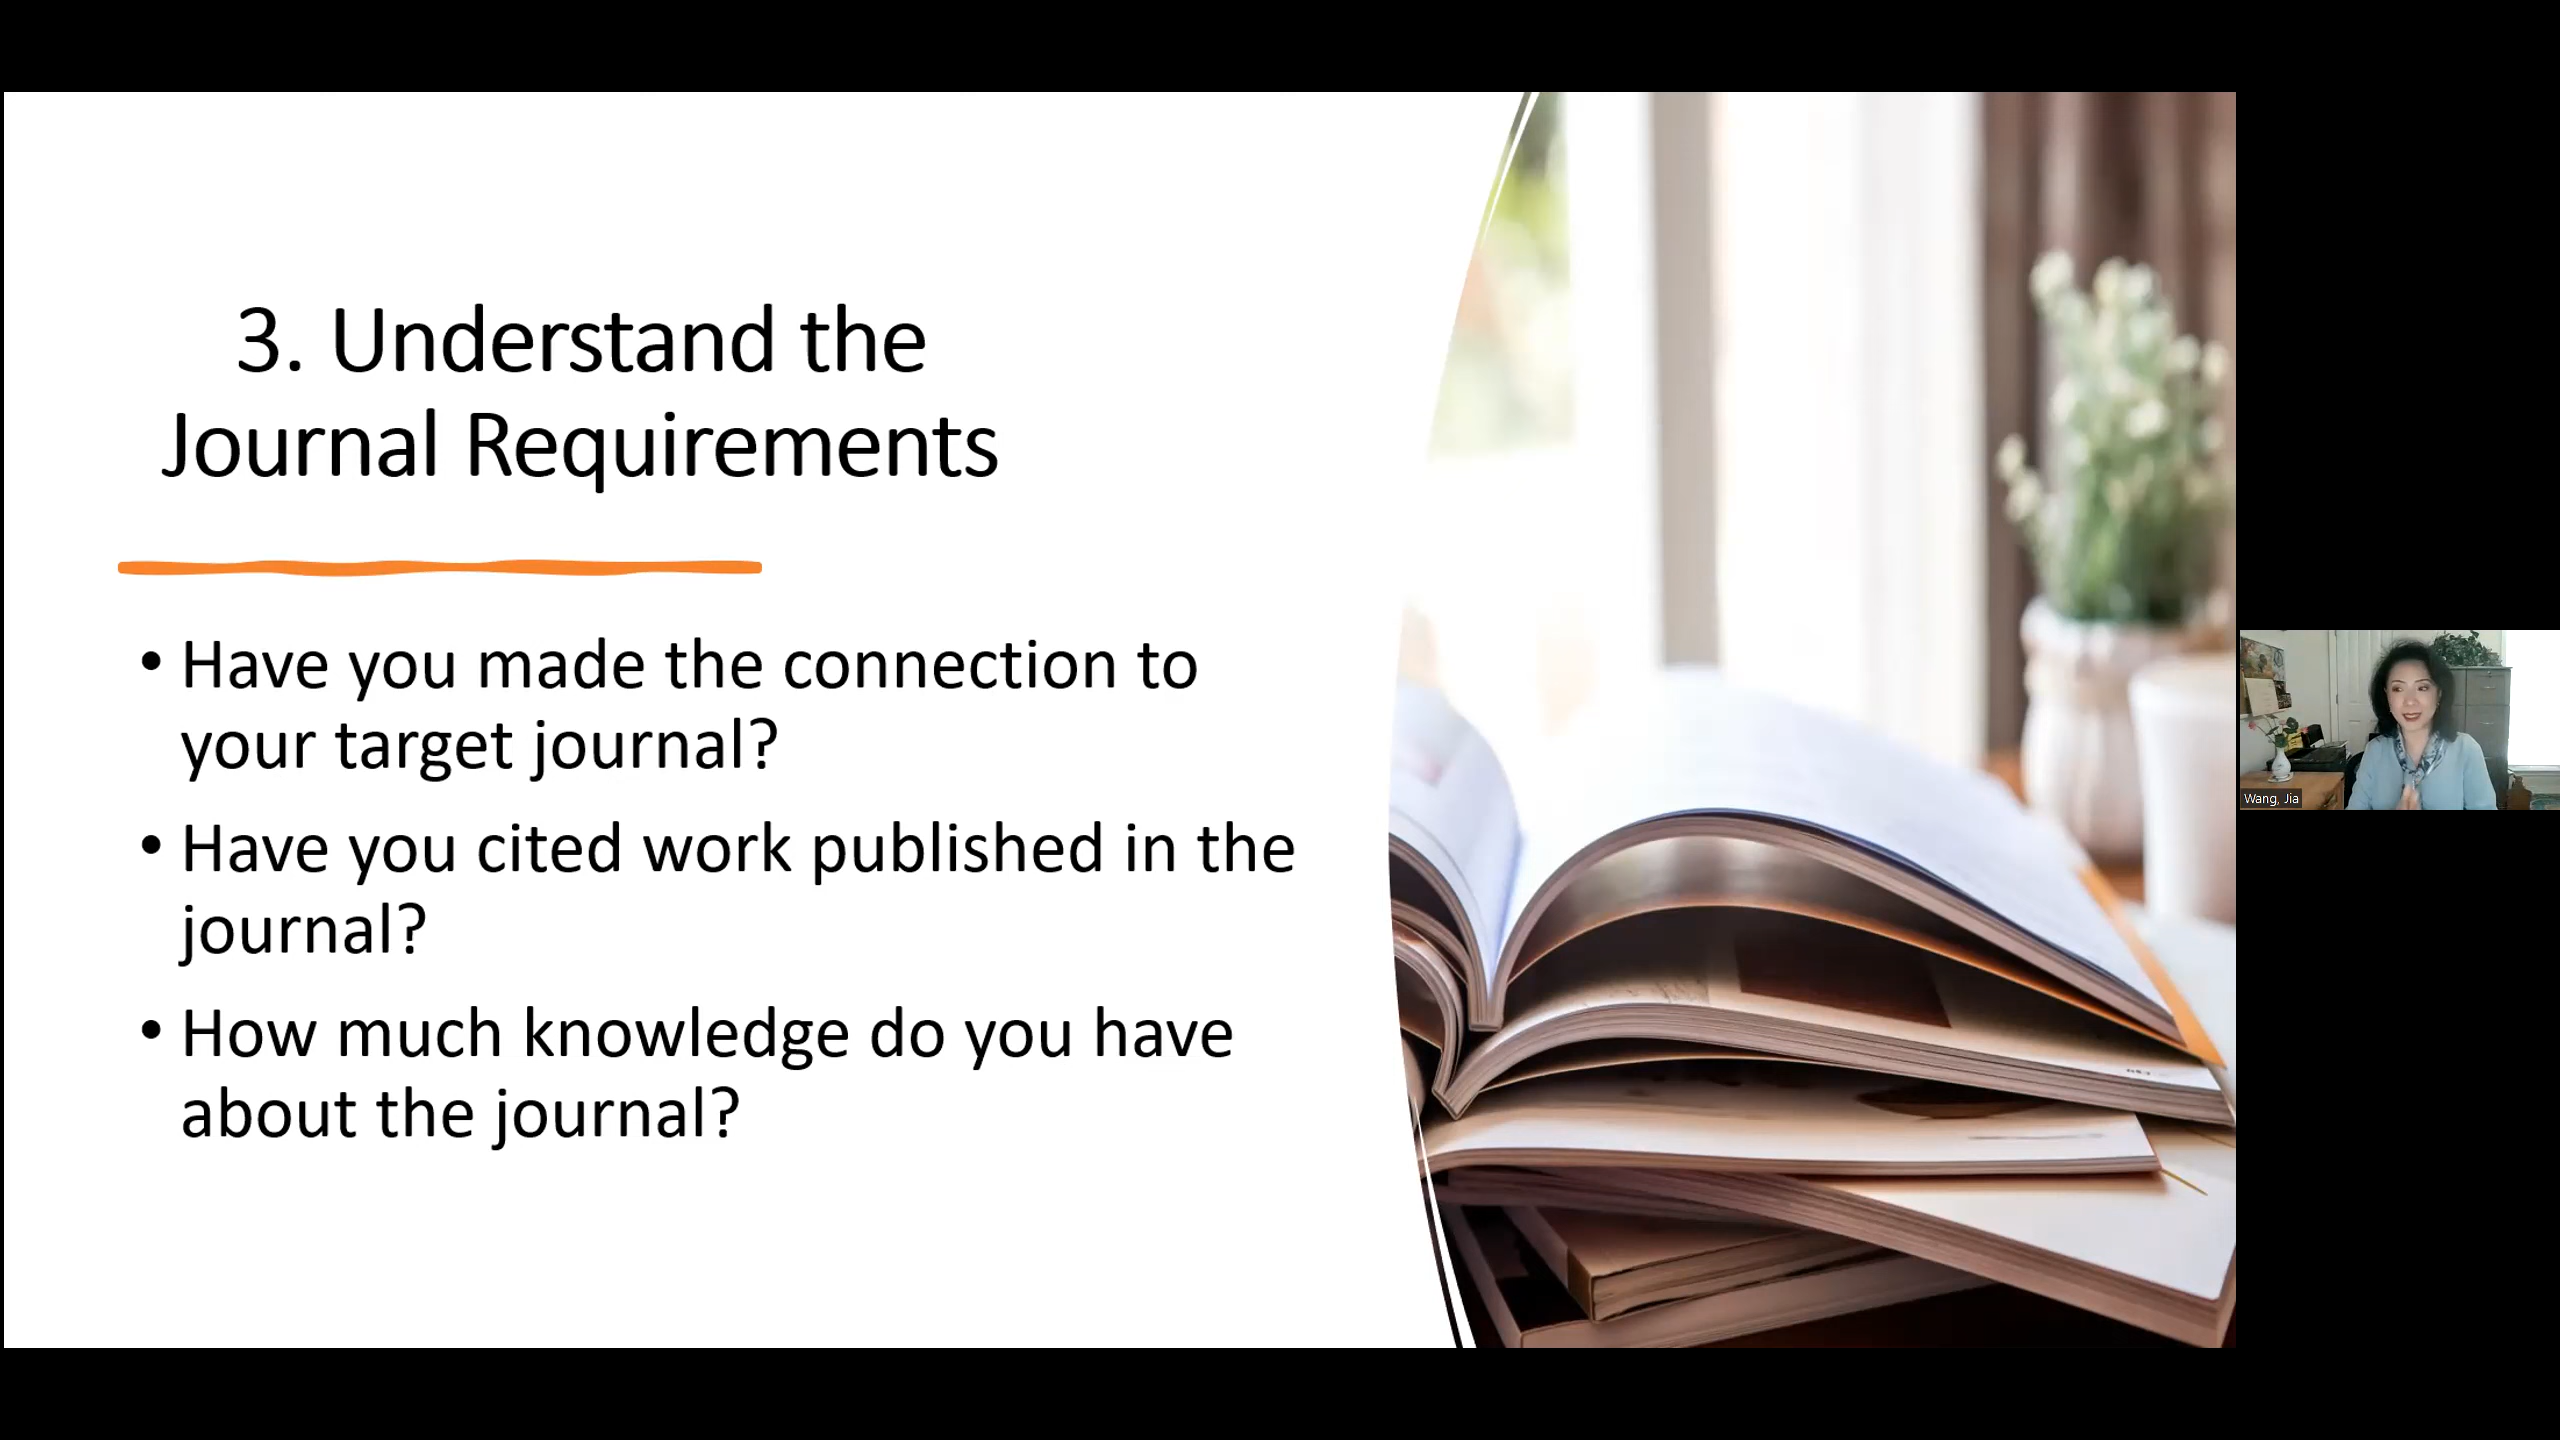 3. Understand the
Journal Requirements
• Have you made the connection to
your target journal?
• Have you cited work published in the
journal?
• How much knowledge do you have
about the journal?
Wang, Jia